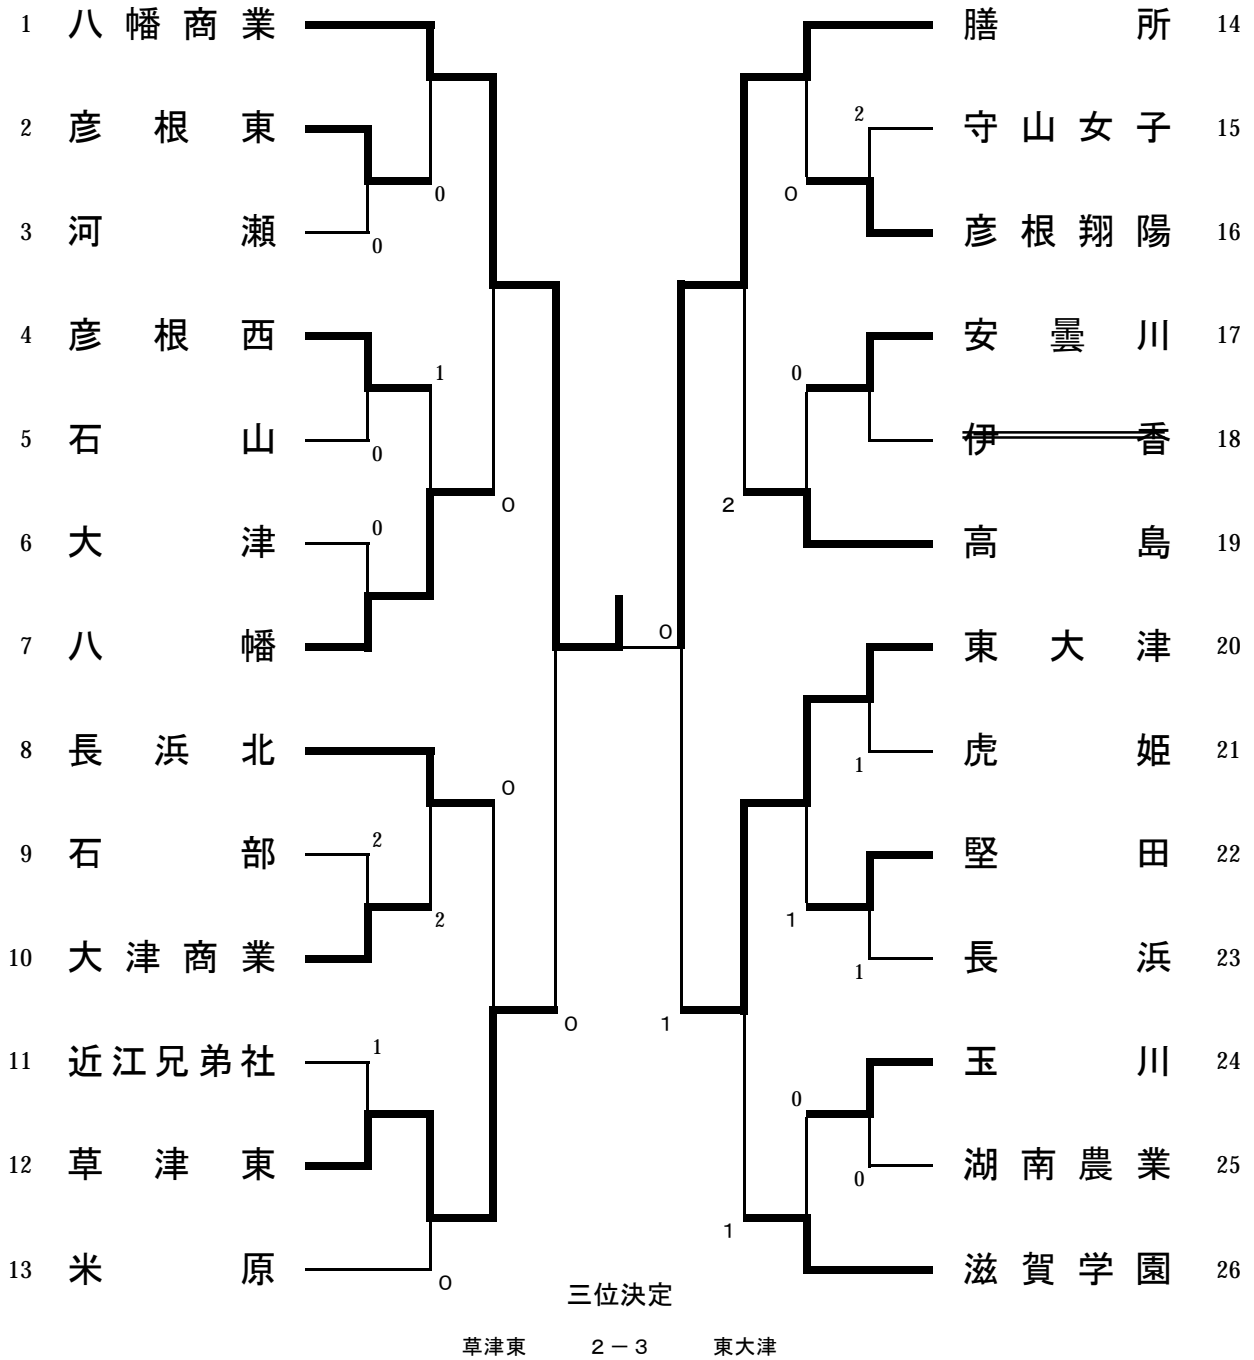 1 八幡商業
膳所 14
2 彦根東
2
守山女子 15
0
0
3 河瀬
0
彦根翔陽 16
4 彦根西
安曇川 17
1
0
5 石山
0
伊香 18
0
2
6 大津
0
高島 19
0
7 八幡
東大津 20
8 長浜北
虎姫 21
1
0
9 石部
2
堅田 22
2
1
10 大津商業
長浜 23
1
0
1
11 近江兄弟社
1
玉川 24
0
12 草津東
湖南農業 25
0
1
13 米原
0
滋賀学園 26
三位決定
草津東 2－3 東大津